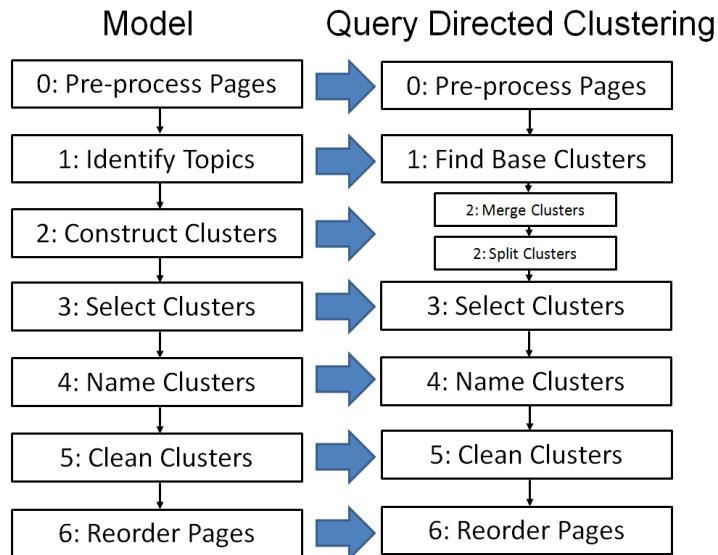 Model
Query Directed Clustering
0: Pre-process Pages
0: Pre-process Pages
1: Identify Topics
1: Find Base Clusters
2: Merge Clusters
2: Construct Clusters
2: Split Clusters
3: Select Clusters
3: Select Clusters
4: Name Clusters
4: Name Clusters
5: Clean Clusters
5: Clean Clusters
6: Reorder Pages
6: Reorder Pages